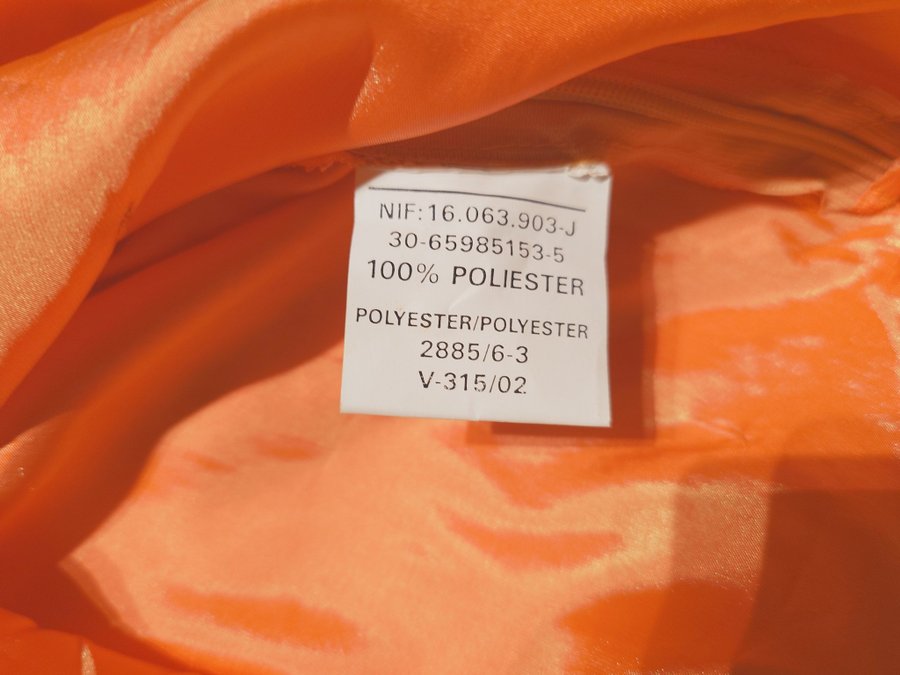 NIF: 16.063.903-J
30-65985153-5
100% POLIESTER
POLYESTER/POLYESTER
2885/6-3
V-315/02